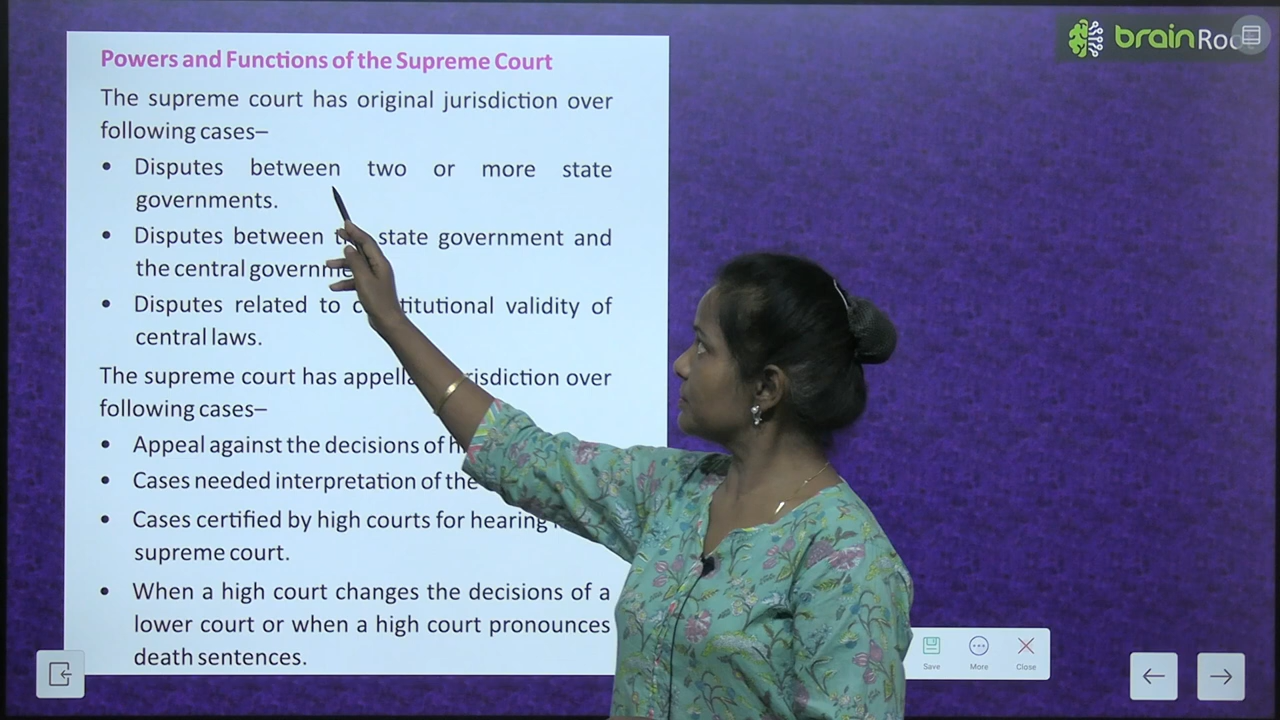 brainRo
Powers and Functions of the Supreme Court
The supreme court has original jurisdiction over
following cases–
• Disputes between two or more state
governments.
• Disputes between state government and
the central
• Disputes related to validity of
central laws.
The supreme court has over
following cases–
• Appeal against the decisions of
• Cases needed interpretation of the
• Cases certified by high courts for hearing
supreme court.
• When a high court changes the decisions of a
lower court or when a high court pronounces
death sentences.
Save More Close